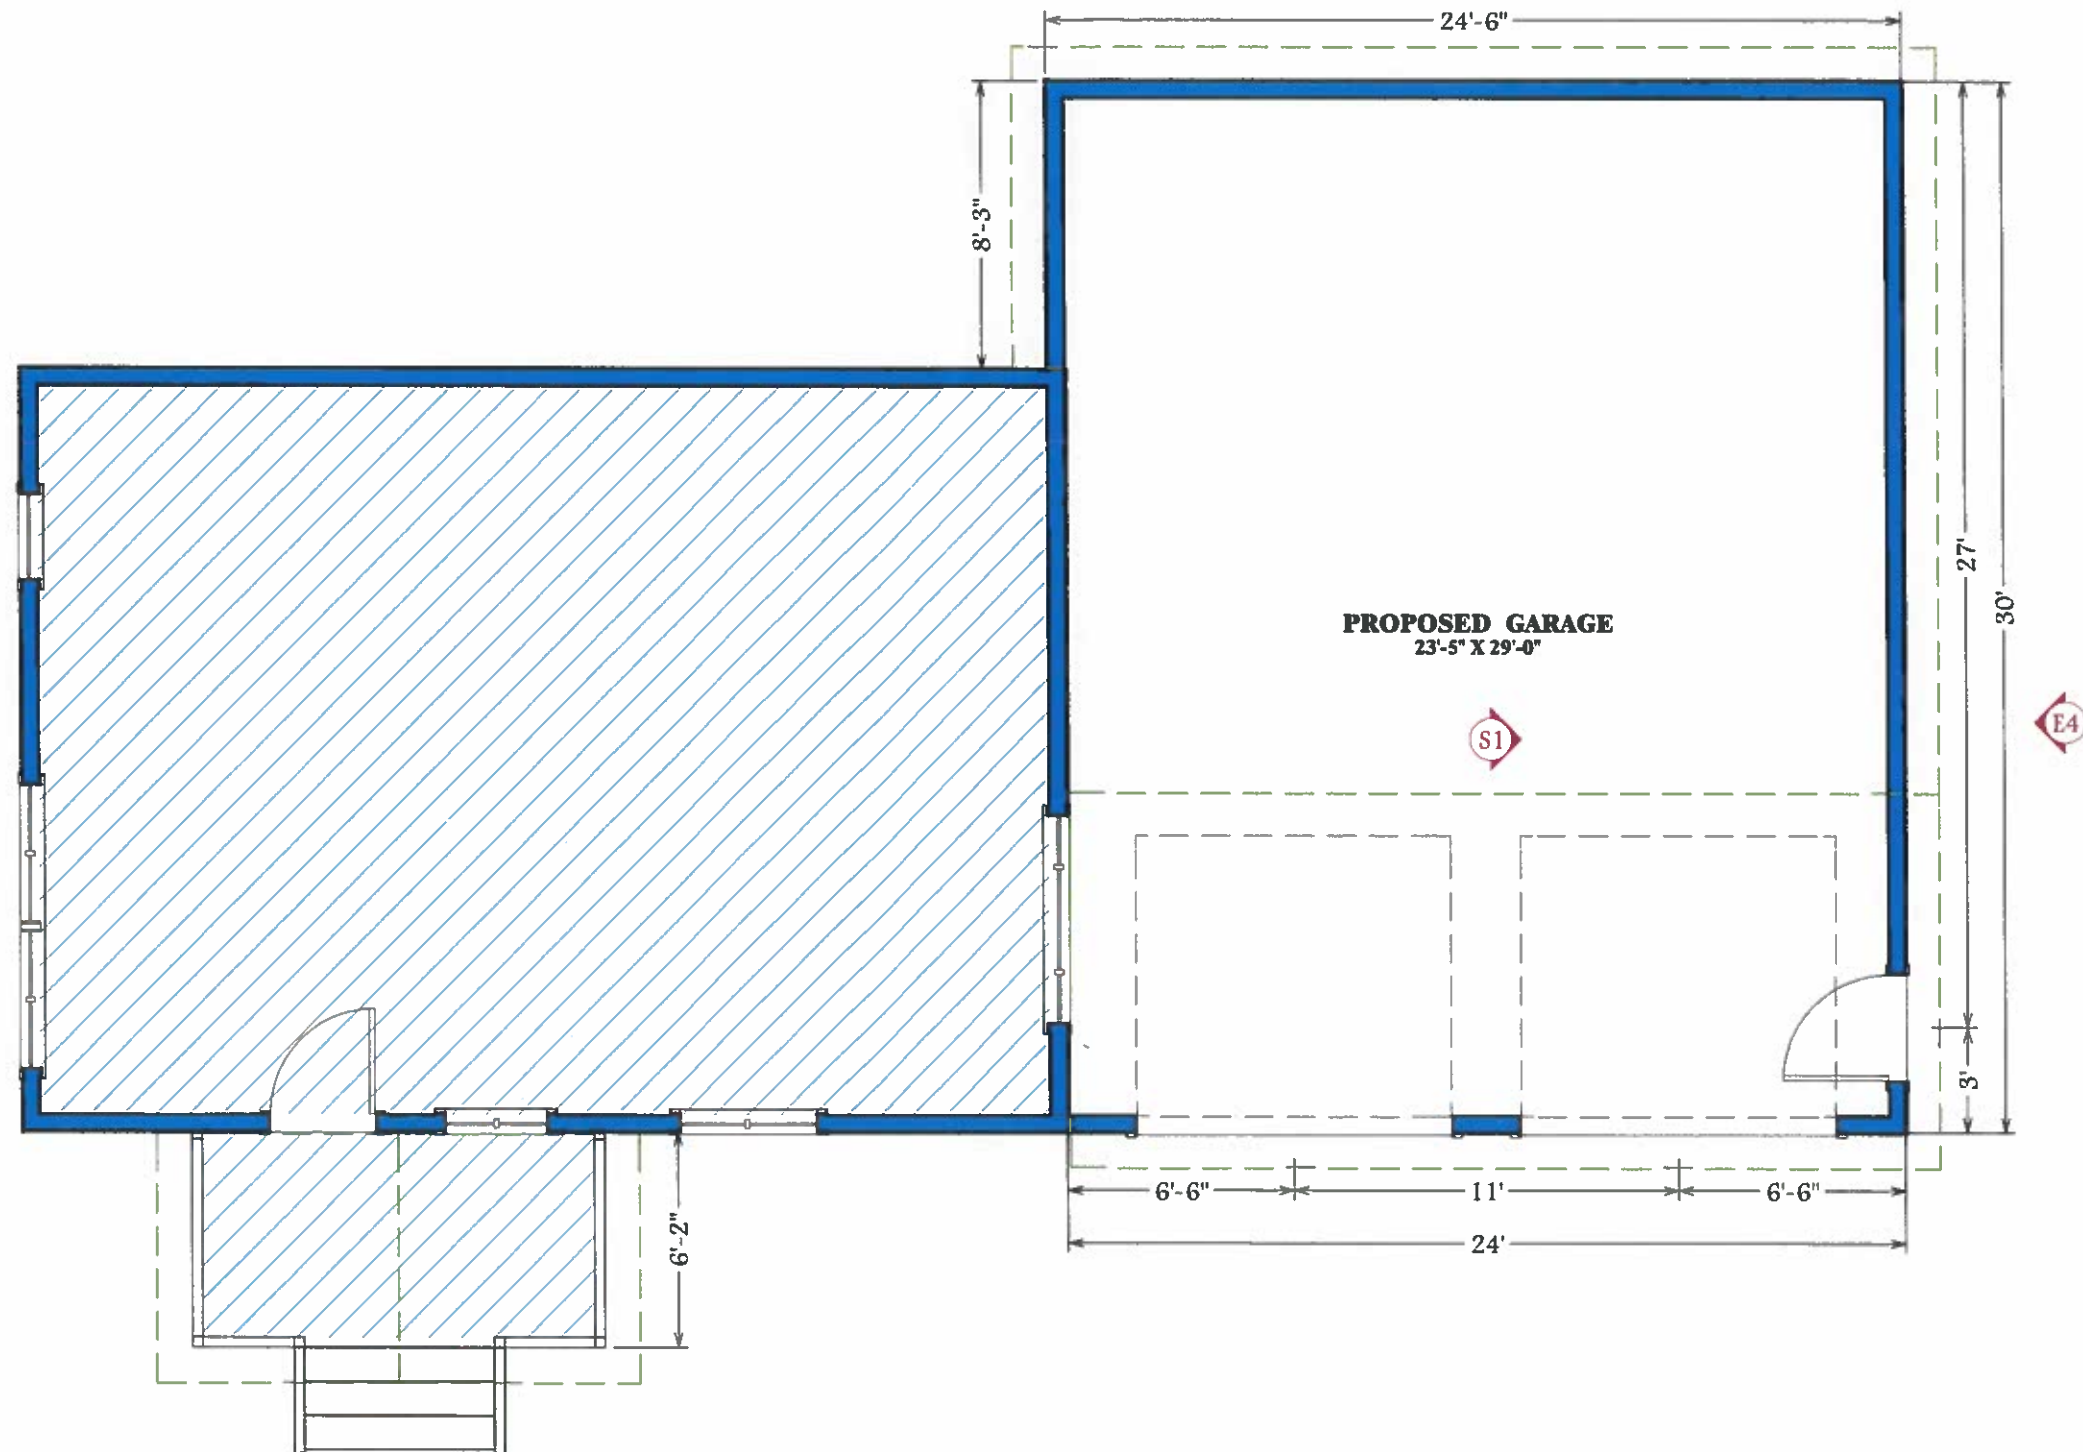 24'-6"
8'-3"
27'
30'
PROPOSED GARAGE
23'-5" X 29'-0"
S1
E4
3'
6'-6"
11'
6'-6"
6'-2"
24'